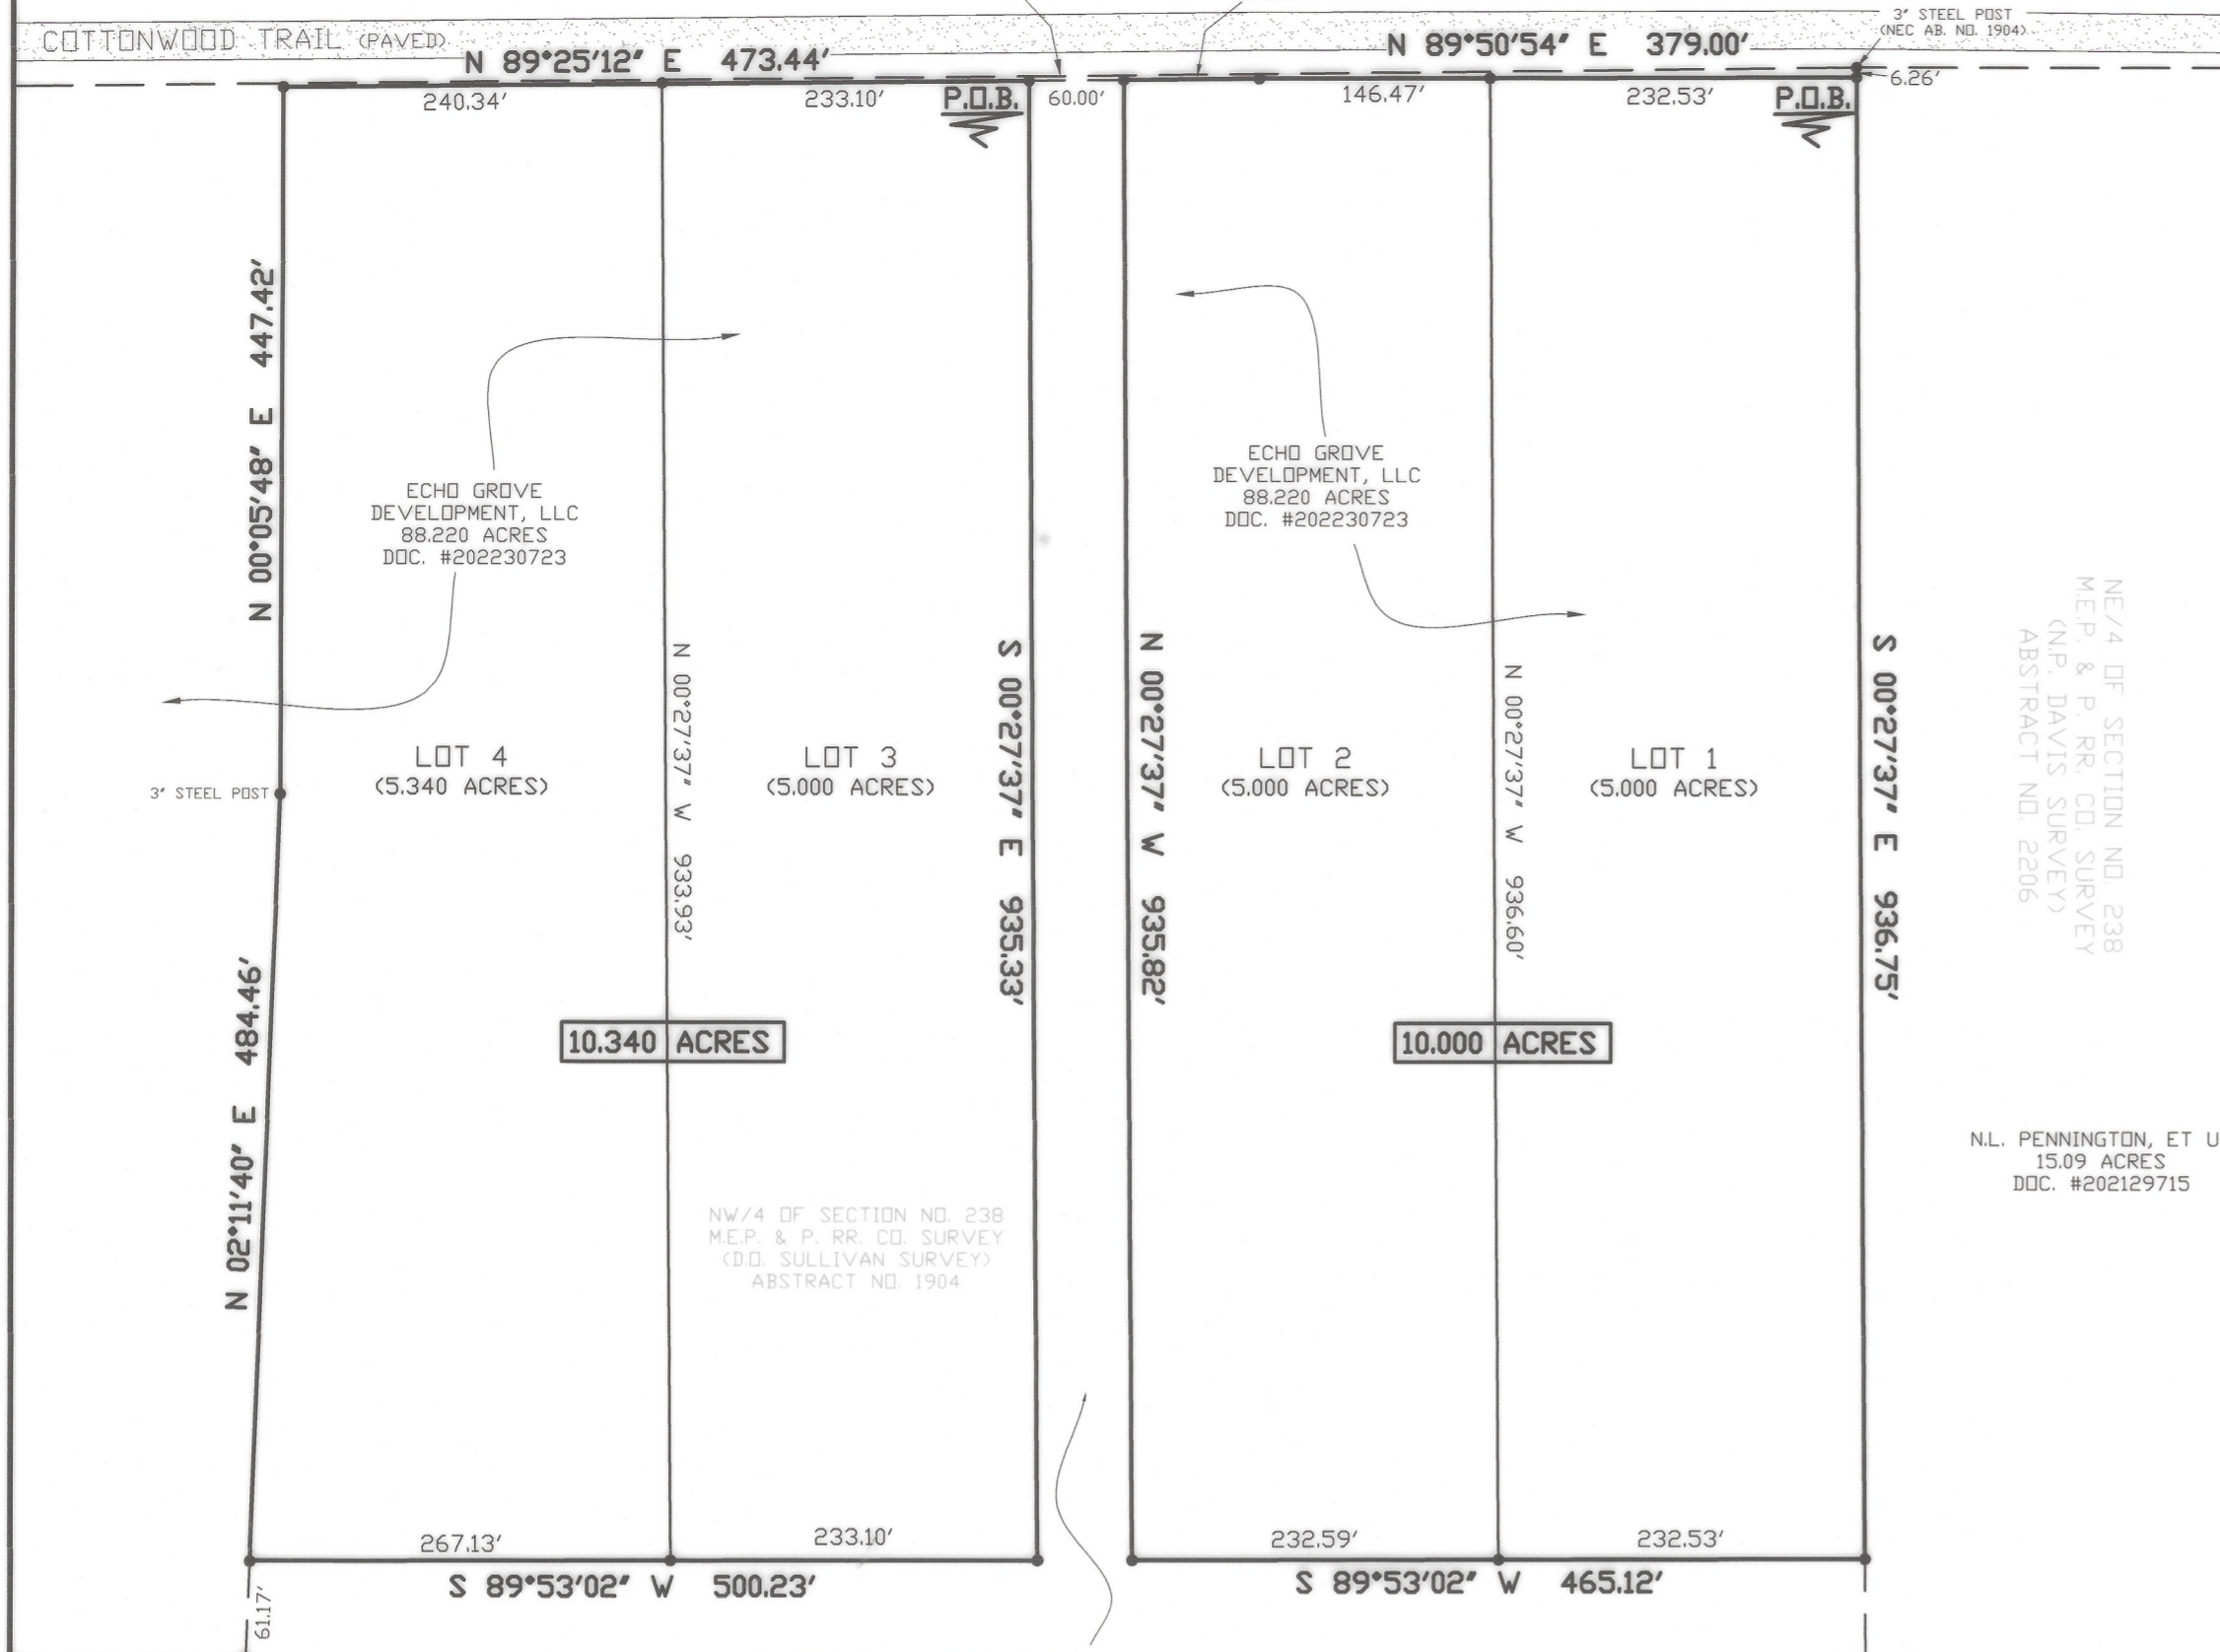 3" STEEL POST
(NEC AB. NO. 1904)
COTTONWOOD TRAIL (PAVED)
N 89°25'12" E 473.44'
N 89°50'54" E 379.00'
6.26'
240.34'
233.10'
P.O.B.
60.00'
146.47'
232.53'
P.O.B.
N 00°05'48" E 447.42'
ECHO GROVE
DEVELOPMENT, LLC
88.220 ACRES
DOC. #202230723
ECHO GROVE
DEVELOPMENT, LLC
88.220 ACRES
DOC. #202230723
N 00°27'37" W 933.93'
S 00°27'37" E 935.33'
N 00°27'37" W 935.82'
N 00°27'37" W 936.60'
S 00°27'37" E 936.75'
NE/4 OF SECTION NO. 238
M.E.P. & P. RR. CO. SURVEY
(N.P. DAVIS SURVEY)
ABSTRACT NO. 2206
LOT 4
(5.340 ACRES)
LOT 3
(5.000 ACRES)
LOT 2
(5.000 ACRES)
LOT 1
(5.000 ACRES)
3" STEEL POST
N 02°11'40" E 484.46'
10.340 ACRES
10.000 ACRES
N.L. PENNINGTON, ET U
15.09 ACRES
DOC. #202129715
NW/4 OF SECTION NO. 238
M.E.P. & P. RR. CO. SURVEY
(D.O. SULLIVAN SURVEY)
ABSTRACT NO. 1904
267.13'
233.10'
232.59'
232.53'
S 89°53'02" W 500.23'
S 89°53'02" W 465.12'
61.17'